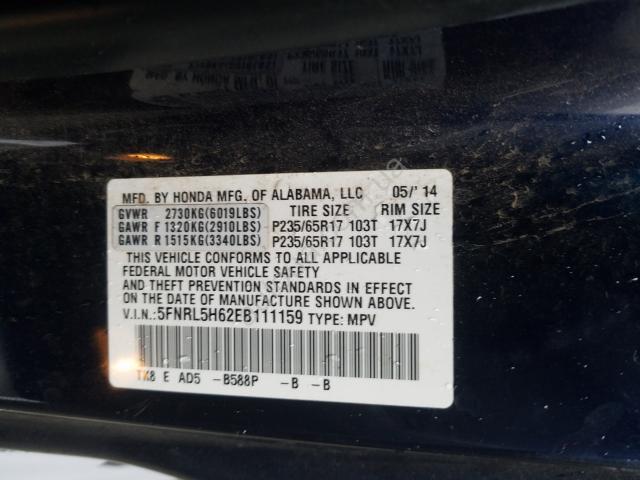 MFD. BY HONDA MFG. OF ALABAMA, LLC 05/'14
GVWR 2730KG(6019LBS) TIRE SIZE RIM SIZE
GAWR F 1320KG(2910LBS) P235/65R17 103T 17X7J
GAWR R 1515KG(3340LBS) P235/65R17 103T 17X7J
THIS VEHICLE CONFORMS TO ALL APPLICABLE
FEDERAL MOTOR VEHICLE SAFETY
AND THEFT PREVENTION STANDARDS IN EFFECT
ON THE DATE OF MANUFACTURE SHOWN ABOVE.
V.I.N.:5FNRL5H62EB111159 TYPE: MPV
TK8 E AD5 -B588P -B -B